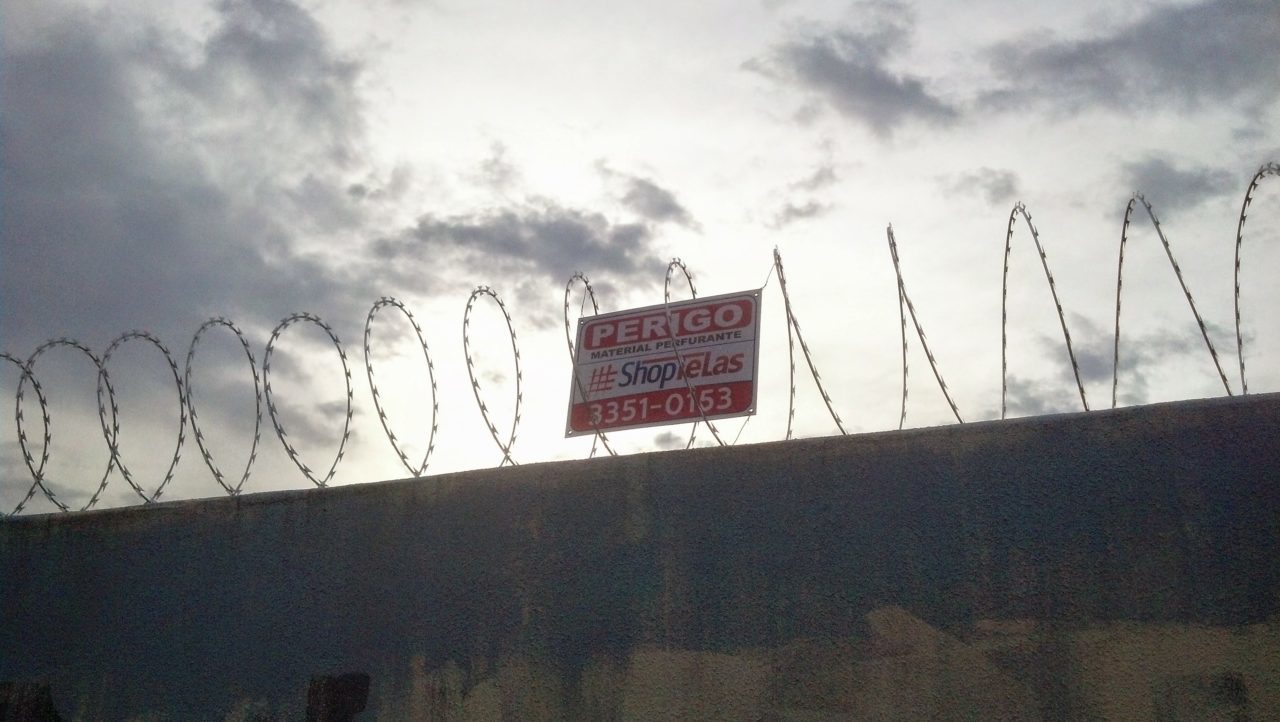 PERIGO
MATERIAL PERFURANTE
ShopTeLas
3351-0153